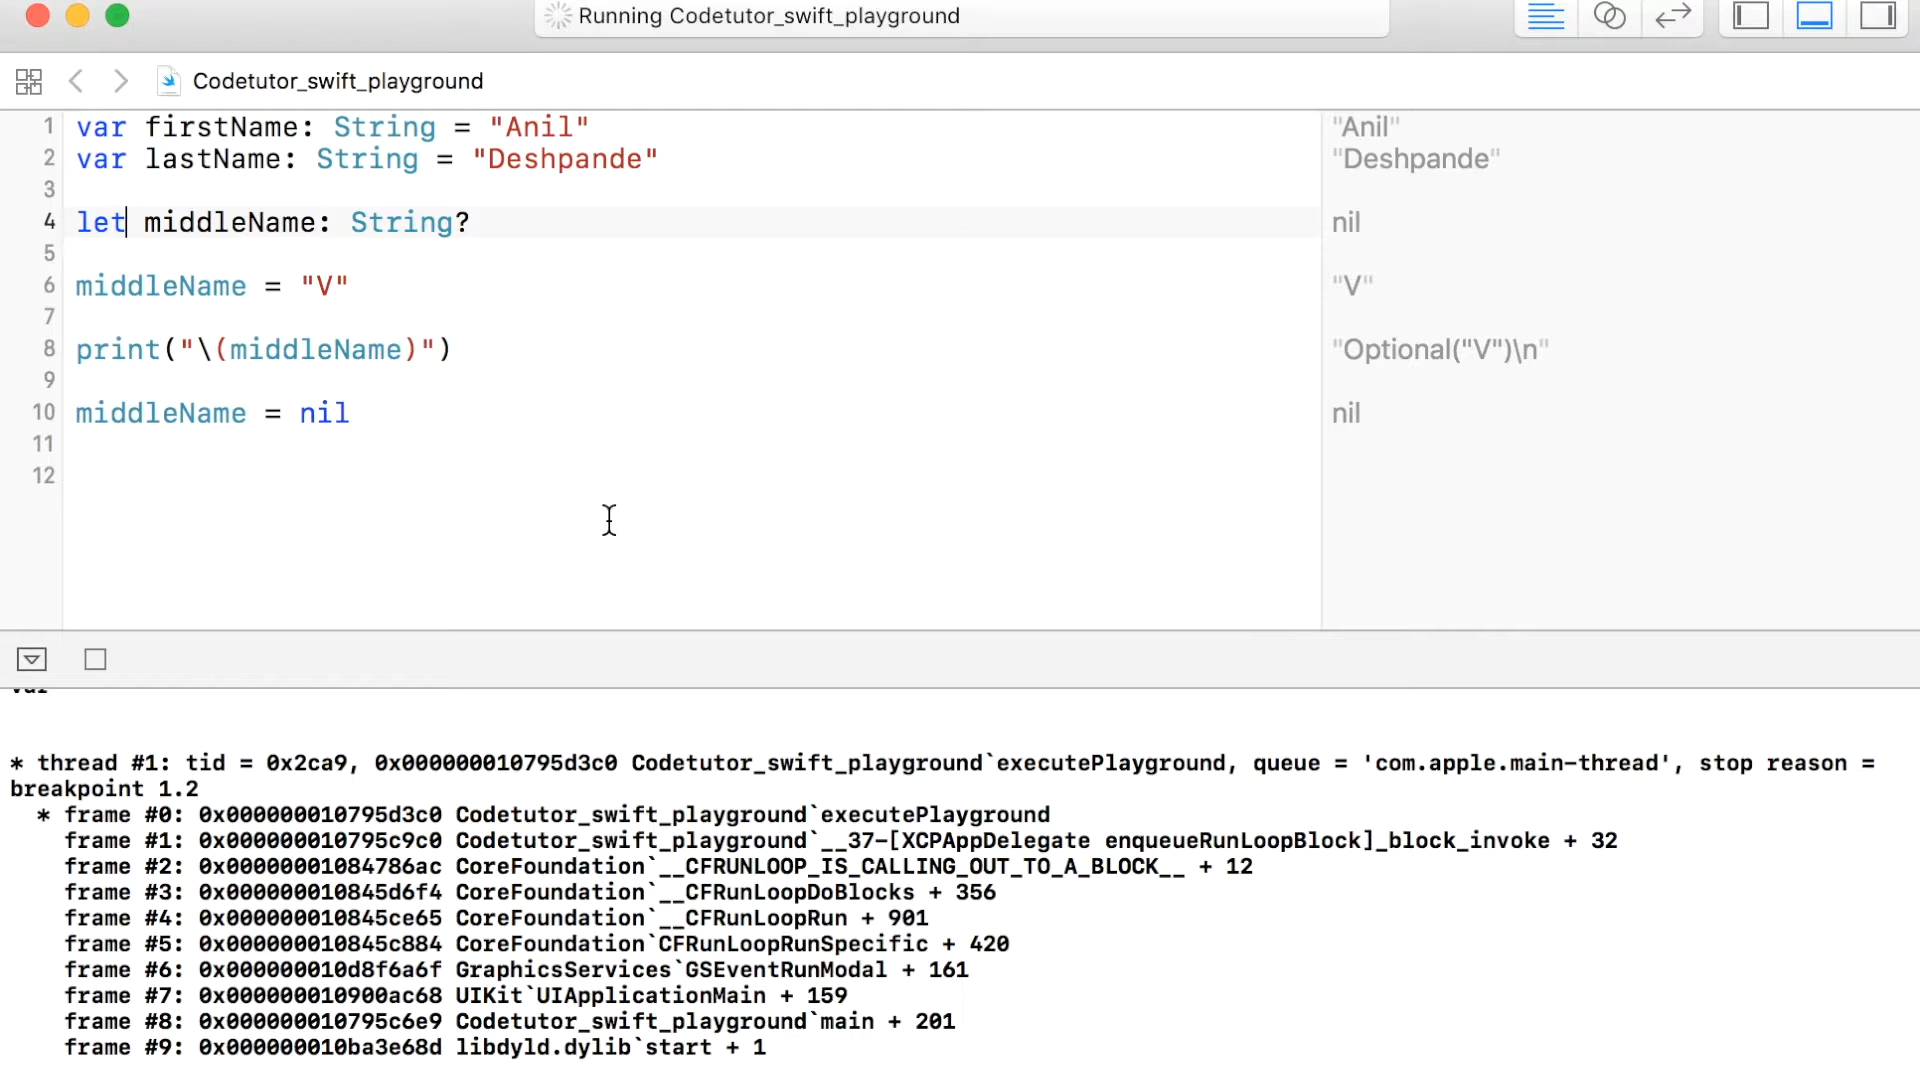 Running Codetutor_swift_playground
Codetutor_swift_playground
1 var firstName: String = "Anil" "Anil"
2 var lastName: String = "Deshpande" "Deshpande"
3
4 let middleName: String? nil
5
6 middleName = "V" "V"
7
8 print("\(middleName)") "Optional("V")\n"
9
10 middleName = nil nil
11
12
* thread #1: tid = 0x2ca9, 0x000000010795d3c0 Codetutor_swift_playground`executePlayground, queue = 'com.apple.main-thread', stop reason =
breakpoint 1.2
* frame #0: 0x000000010795d3c0 Codetutor_swift_playground`executePlayground
frame #1: 0x000000010795c9c0 Codetutor_swift_playground`__37-[XCPAppDelegate enqueueRunLoopBlock]_block_invoke + 32
frame #2: 0x00000001084786ac CoreFoundation`__CFRUNLOOP_IS_CALLING_OUT_TO_A_BLOCK__ + 12
frame #3: 0x000000010845d6f4 CoreFoundation`__CFRunLoopDoBlocks + 356
frame #4: 0x000000010845ce65 CoreFoundation`__CFRunLoopRun + 901
frame #5: 0x000000010845c884 CoreFoundation`CFRunLoopRunSpecific + 420
frame #6: 0x000000010d8f6a6f GraphicsServices`GSEventRunModal + 161
frame #7: 0x000000010900ac68 UIKit`UIApplicationMain + 159
frame #8: 0x000000010795c6e9 Codetutor_swift_playground`main + 201
frame #9: 0x000000010ba3e68d libdyld.dylib`start + 1